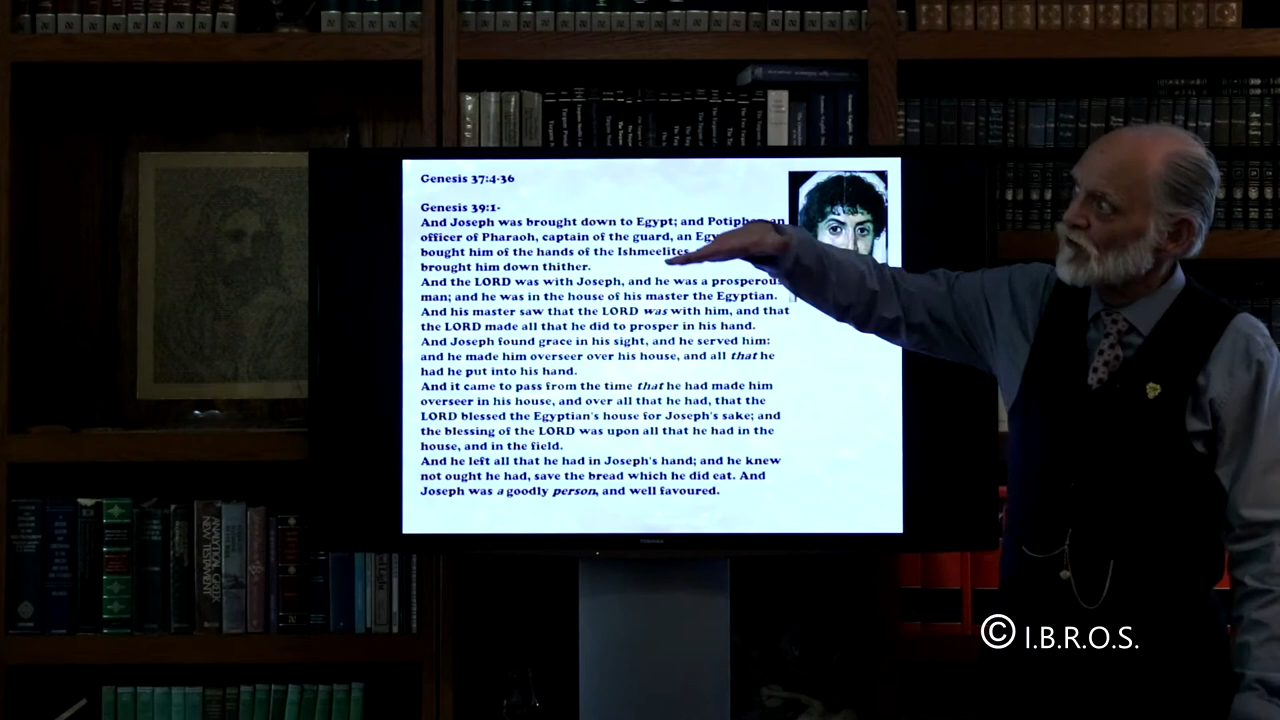 Genesis 37:4-36
Genesis 39:1-
And Joseph was brought down to Egypt; and an
officer of Pharaoh, captain of the guard, an
bought him of the hands of the Ishmeelites
brought him down thither.
And the LORD was with Joseph, and he was a prosperous
man; and he was in the house of his master the Egyptian.
And his master saw that the LORD was with him, and that
the LORD made all that he did to prosper in his hand.
And Joseph found grace in his sight, and he served him:
and he made him overseer over his house, and all that he
had he put into his hand.
And it came to pass from the time that he had made him
overseer in his house, and over all that he had, that the
LORD blessed the Egyptian's house for Joseph's sake; and
the blessing of the LORD was upon all that he had in the
house, and in the field.
And he left all that he had in Joseph's hand; and he knew
not ought he had, save the bread which he did eat. And
Joseph was a goodly person, and well favoured.
TOSHIBA
ANALYTICAL GREEK
NEW TESTAMENT
© I.B.R.O.S.